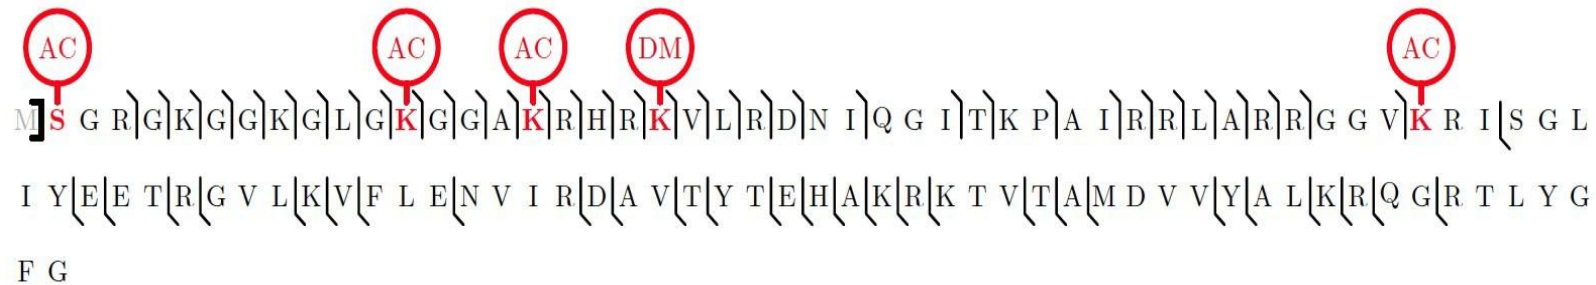 AC AC AC DM AC
M]S G R G K G G K G L G K G G A K R H R K V L R D N I Q G I T K P A I R R L A R R G G V K R I S G L
I Y E E T R G V L K V F L E N V I R D A V T Y T E H A K R K T V T A M D V V Y A L K R Q G R T L Y G
F G